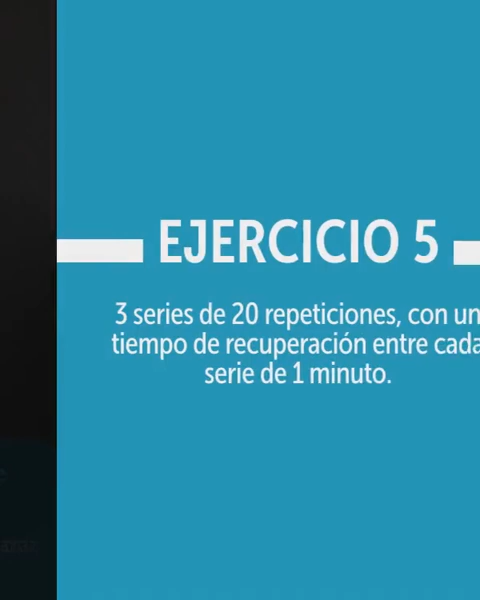 EJERCICIO 5
3 series de 20 repeticiones, con un
tiempo de recuperación entre cada
serie de 1 minuto.